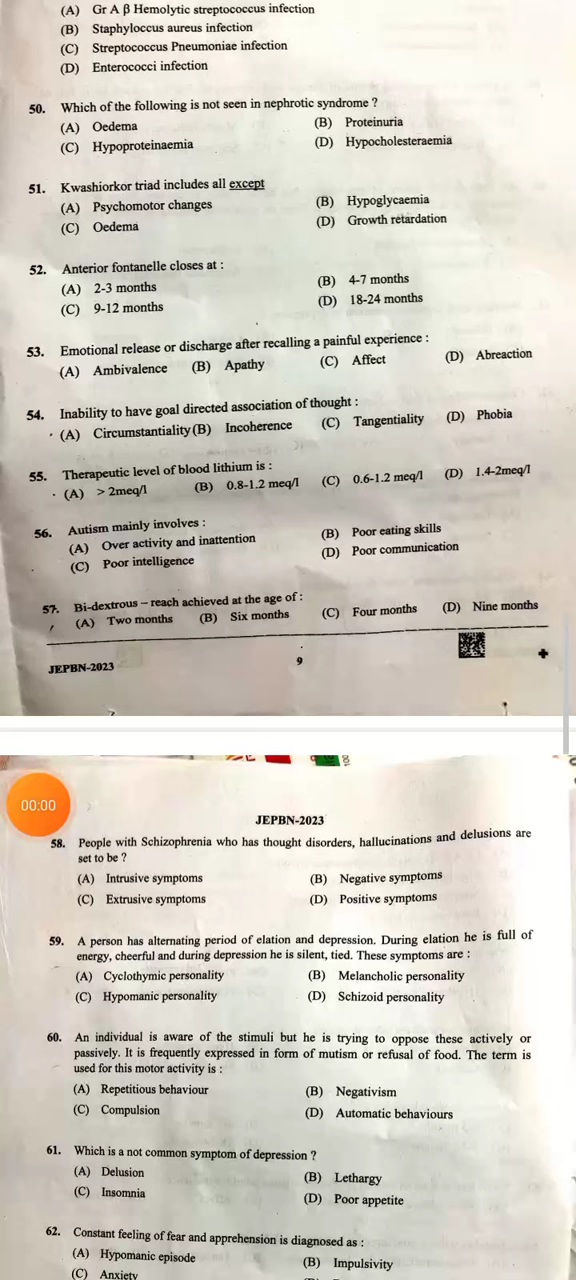 (A) Gr A β Hemolytic streptococcus infection
(B) Staphyloccus aureus infection
(C) Streptococcus Pneumoniae infection
(D) Enterococci infection
50. Which of the following is not seen in nephrotic syndrome ?
(A) Oedema (B) Proteinuria
(C) Hypoproteinaemia (D) Hypocholesteraemia
51. Kwashiorkor triad includes all except
(A) Psychomotor changes (B) Hypoglycaemia
(C) Oedema (D) Growth retardation
52. Anterior fontanelle closes at :
(A) 2-3 months (B) 4-7 months
(C) 9-12 months (D) 18-24 months
53. Emotional release or discharge after recalling a painful experience :
(A) Ambivalence (B) Apathy (C) Affect (D) Abreaction
54. Inability to have goal directed association of thought :
(A) Circumstantiality (B) Incoherence (C) Tangentiality (D) Phobia
55. Therapeutic level of blood lithium is :
(A) > 2meq/l (B) 0.8-1.2 meq/l (C) 0.6-1.2 meq/l (D) 1.4-2meq/l
56. Autism mainly involves :
(A) Over activity and inattention (B) Poor eating skills
(C) Poor intelligence (D) Poor communication
57. Bi-dextrous – reach achieved at the age of :
(A) Two months (B) Six months (C) Four months (D) Nine months
JEPBN-2023 9
00:00
JEPBN-2023
58. People with Schizophrenia who has thought disorders, hallucinations and delusions are
set to be ?
(A) Intrusive symptoms (B) Negative symptoms
(C) Extrusive symptoms (D) Positive symptoms
59. A person has alternating period of elation and depression. During elation he is full of
energy, cheerful and during depression he is silent, tied. These symptoms are :
(A) Cyclothymic personality (B) Melancholic personality
(C) Hypomanic personality (D) Schizoid personality
60. An individual is aware of the stimuli but he is trying to oppose these actively or
passively. It is frequently expressed in form of mutism or refusal of food. The term is
used for this motor activity is :
(A) Repetitious behaviour (B) Negativism
(C) Compulsion (D) Automatic behaviours
61. Which is a not common symptom of depression ?
(A) Delusion (B) Lethargy
(C) Insomnia (D) Poor appetite
62. Constant feeling of fear and apprehension is diagnosed as :
(A) Hypomanic episode (B) Impulsivity
(C) Anxiety